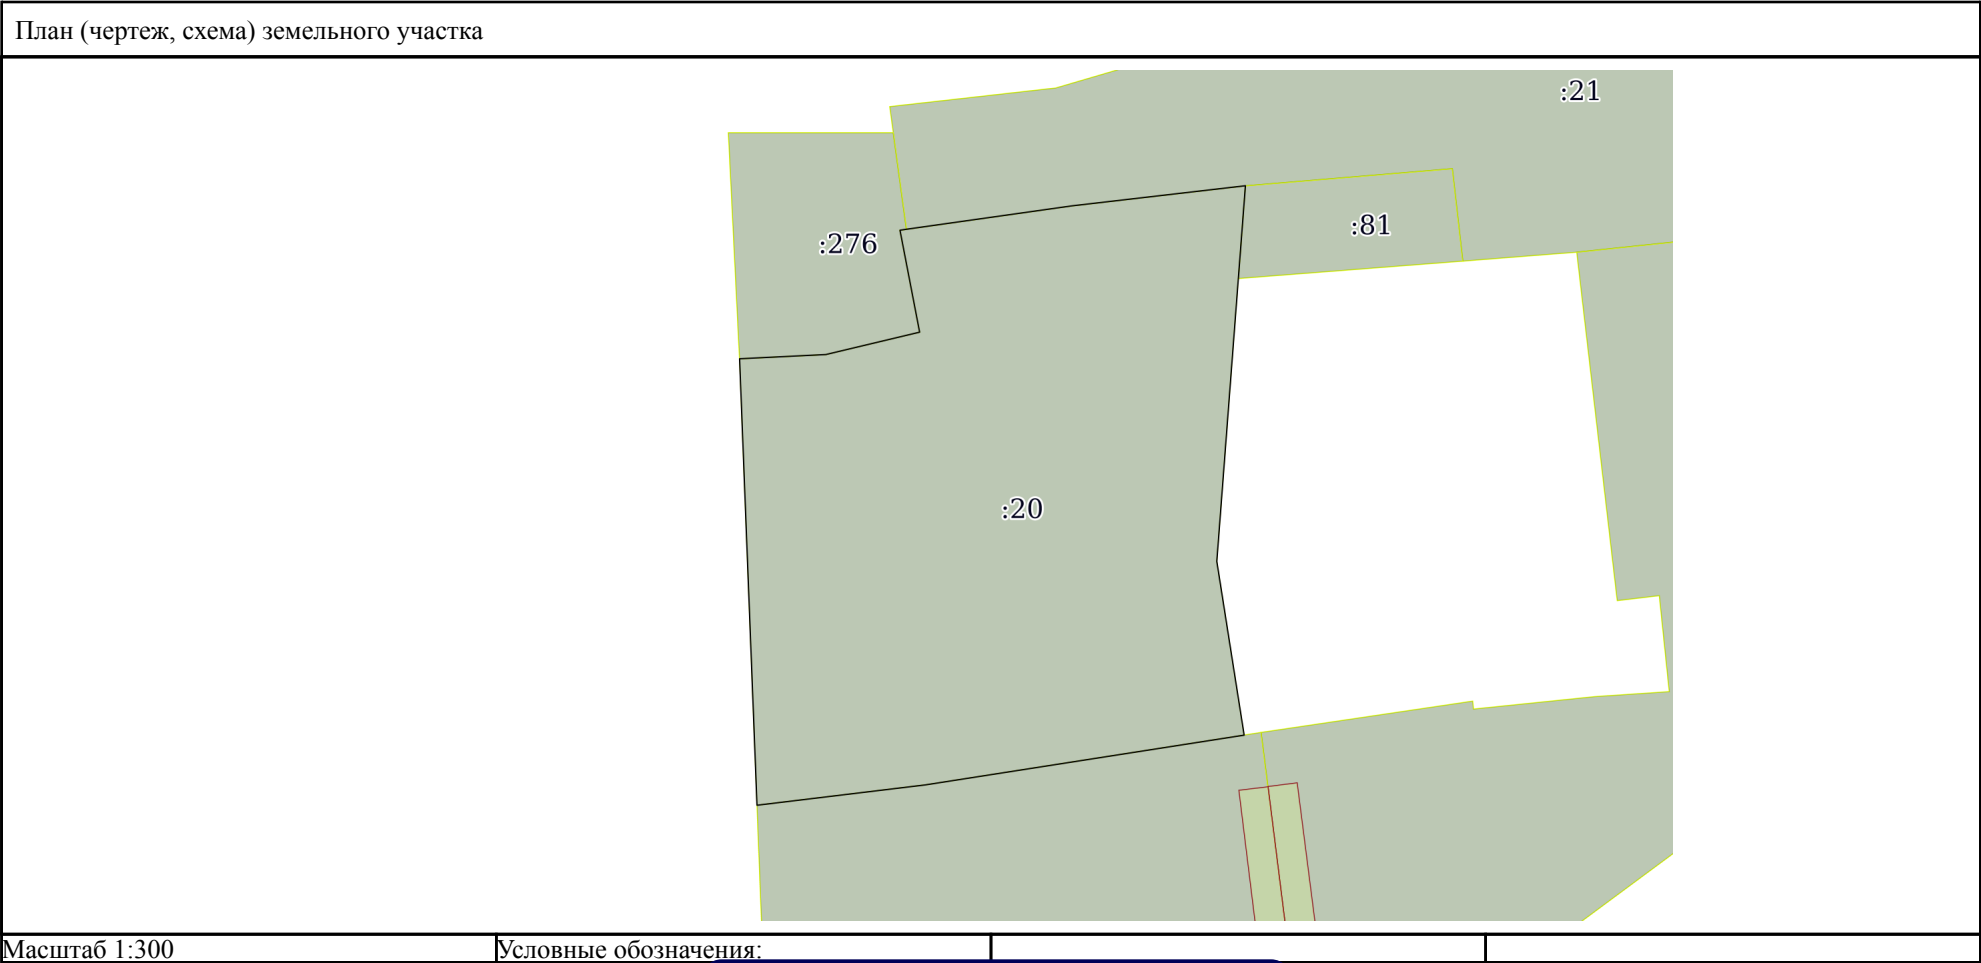 План (чертеж, схема) земельного участка
:21
:81
:276
:20
Масштаб 1:300
Условные обозначения: